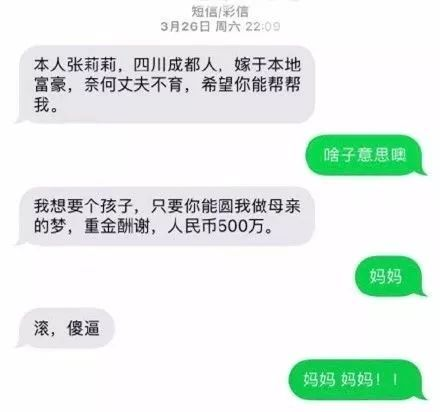 短信/彩信
3月26日 周六 22:09
本人张莉莉，四川成都人，嫁于本地
富豪，奈何丈夫不育，希望你能帮帮
我。
啥子意思噢
我想要个孩子，只要你能圆我做母亲
的梦，重金酬谢，人民币500万。
妈妈
滚，傻逼
妈妈 妈妈！！